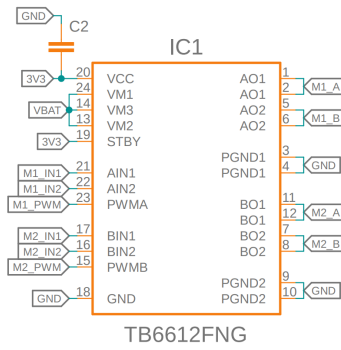 GND
C2
IC1
3V3 20 VCC AO1 1
24 VM1 AO1 2 M1_A
VBAT 14 VM3 AO2 5
13 VM2 AO2 6 M1_B
3V3 19 STBY
PGND1 3
21 AIN1 PGND1 4 GND
M1_IN1
M1_IN2 22 AIN2
M1_PWM 23 PWMA BO1 11
BO1 12 M2_A
M2_IN1 17 BIN1 BO2 7
M2_IN2 16 BIN2 BO2 8 M2_B
M2_PWM 15 PWMB
PGND2 9
GND 18 GND PGND2 10 GND
TB6612FNG